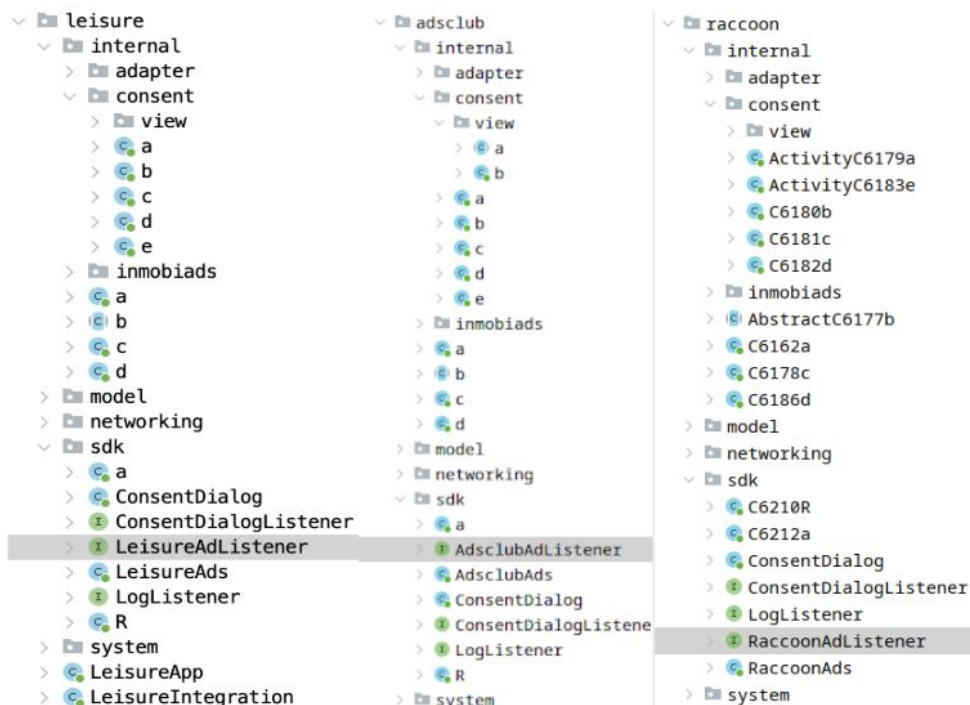 leisure
internal
adapter
consent
view
a
b
c
d
e
inmobiads
a
b
c
d
model
networking
sdk
a
ConsentDialog
ConsentDialogListener
LeisureAdListener
LeisureAds
LogListener
R
system
LeisureApp
LeisureIntegration
adsclub
internal
adapter
consent
view
a
b
a
b
c
d
e
inmobiads
a
b
c
d
model
networking
sdk
a
AdsclubAdListener
AdsclubAds
ConsentDialog
ConsentDialogListene
LogListener
R
system
raccoon
internal
adapter
consent
view
ActivityC6179a
ActivityC6183e
C6180b
C6181c
C6182d
inmobiads
AbstractC6177b
C6162a
C6178c
C6186d
model
networking
sdk
C6210R
C6212a
ConsentDialog
ConsentDialogListener
LogListener
RaccoonAdListener
RaccoonAds
system